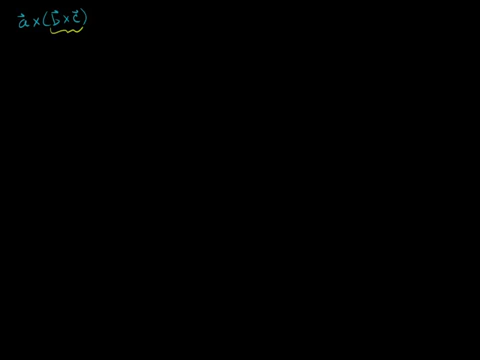 a⃗ × (b⃗ × c⃗)